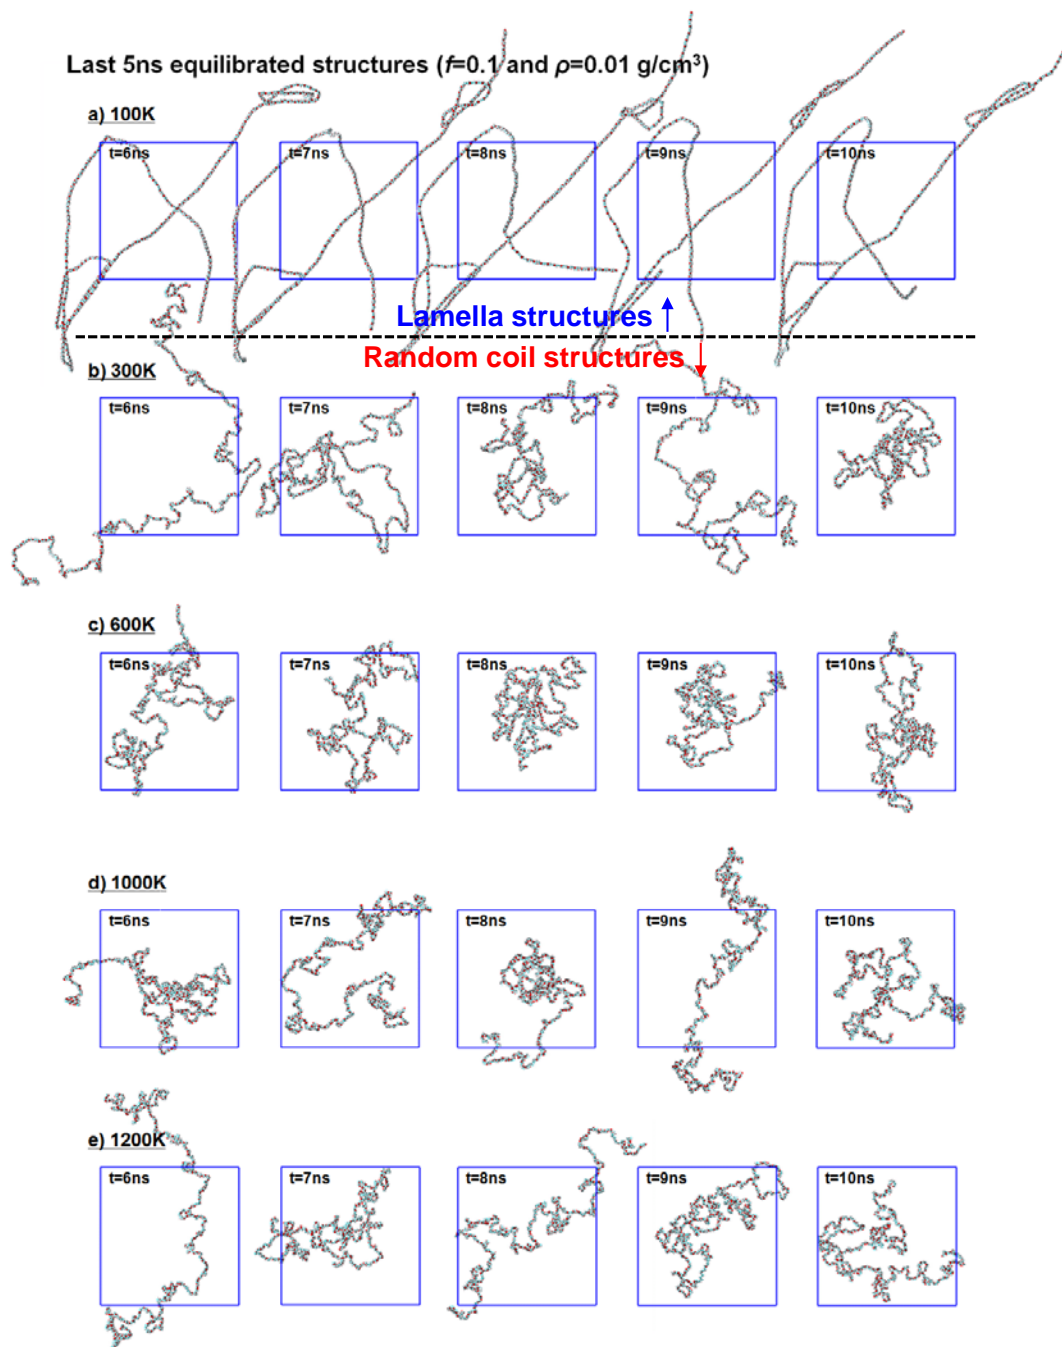 Last 5ns equilibrated structures (f=0.1 and ρ=0.01 g/cm³)
a) 100K
t=6ns t=7ns t=8ns t=9ns t=10ns
Lamella structures
Random coil structures
b) 300K
t=6ns t=7ns t=8ns t=9ns t=10ns
c) 600K
t=6ns t=7ns t=8ns t=9ns t=10ns
d) 1000K
t=6ns t=7ns t=8ns t=9ns t=10ns
e) 1200K
t=6ns t=7ns t=8ns t=9ns t=10ns